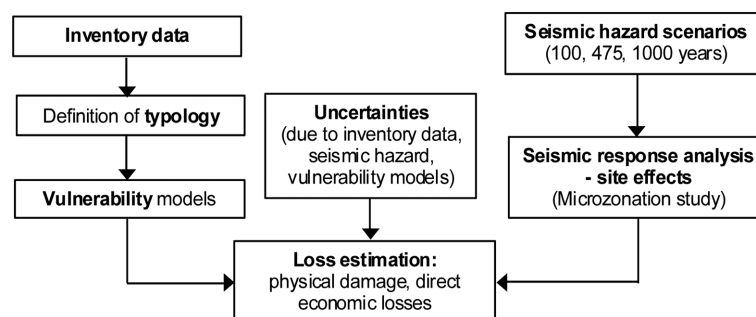 Inventory data
Definition of typology
Vulnerability models
Uncertainties
(due to inventory data,
seismic hazard,
vulnerability models)
Seismic hazard scenarios
(100, 475, 1000 years)
Seismic response analysis
- site effects
(Microzonation study)
Loss estimation:
physical damage, direct
economic losses